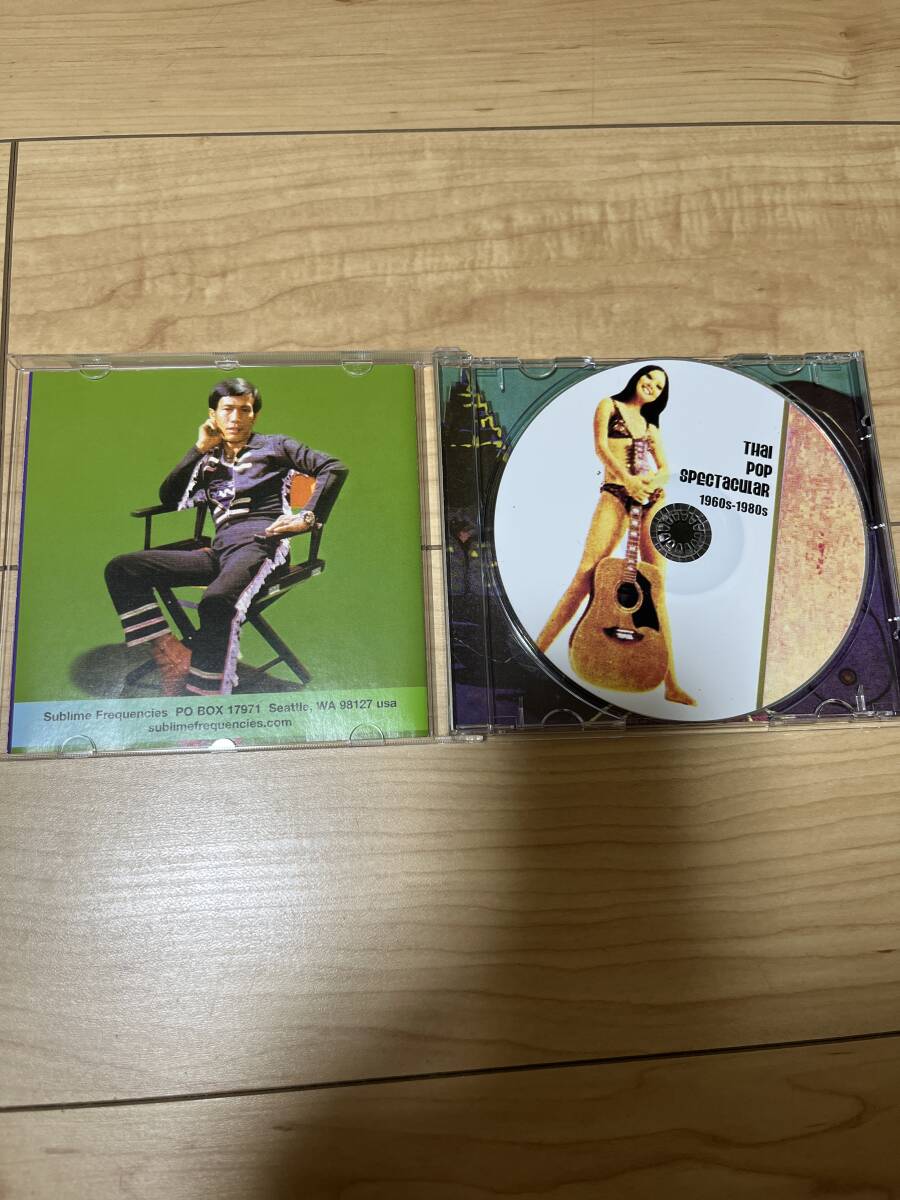 Sublime Frequencies PO BOX 17971 Seattle, WA 98127 usa
sublimefrequencies.com
THAI
POP
SPECTACULAR
1960s-1980s